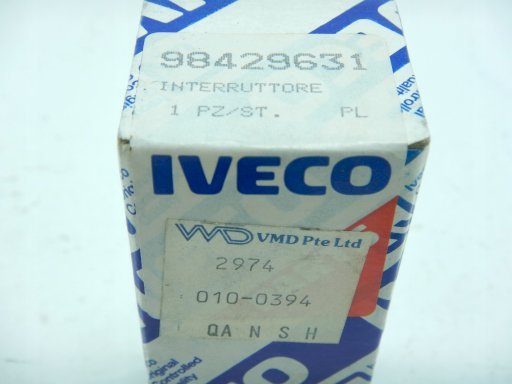 98429631
INTERRUTTORE
1 PZ/ST. PL
IVECO
VMD Pte Ltd
2974
010-0394
QA N S H